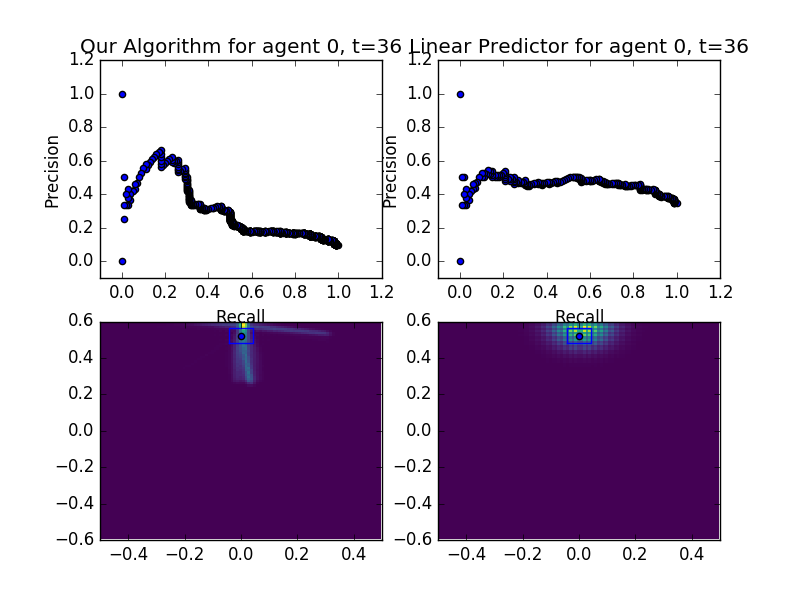 Our Algorithm for agent 0, t=36
Linear Predictor for agent 0, t=36
1.2
1.0
0.8
0.6
0.4
0.2
0.0
Precision
0.0 0.2 0.4 0.6 0.8 1.0 1.2
Recall
1.2
1.0
0.8
0.6
0.4
0.2
0.0
Precision
0.0 0.2 0.4 0.6 0.8 1.0 1.2
Recall
0.6
0.4
0.2
0.0
−0.2
−0.4
−0.6
−0.4 −0.2 0.0 0.2 0.4
0.6
0.4
0.2
0.0
−0.2
−0.4
−0.6
−0.4 −0.2 0.0 0.2 0.4